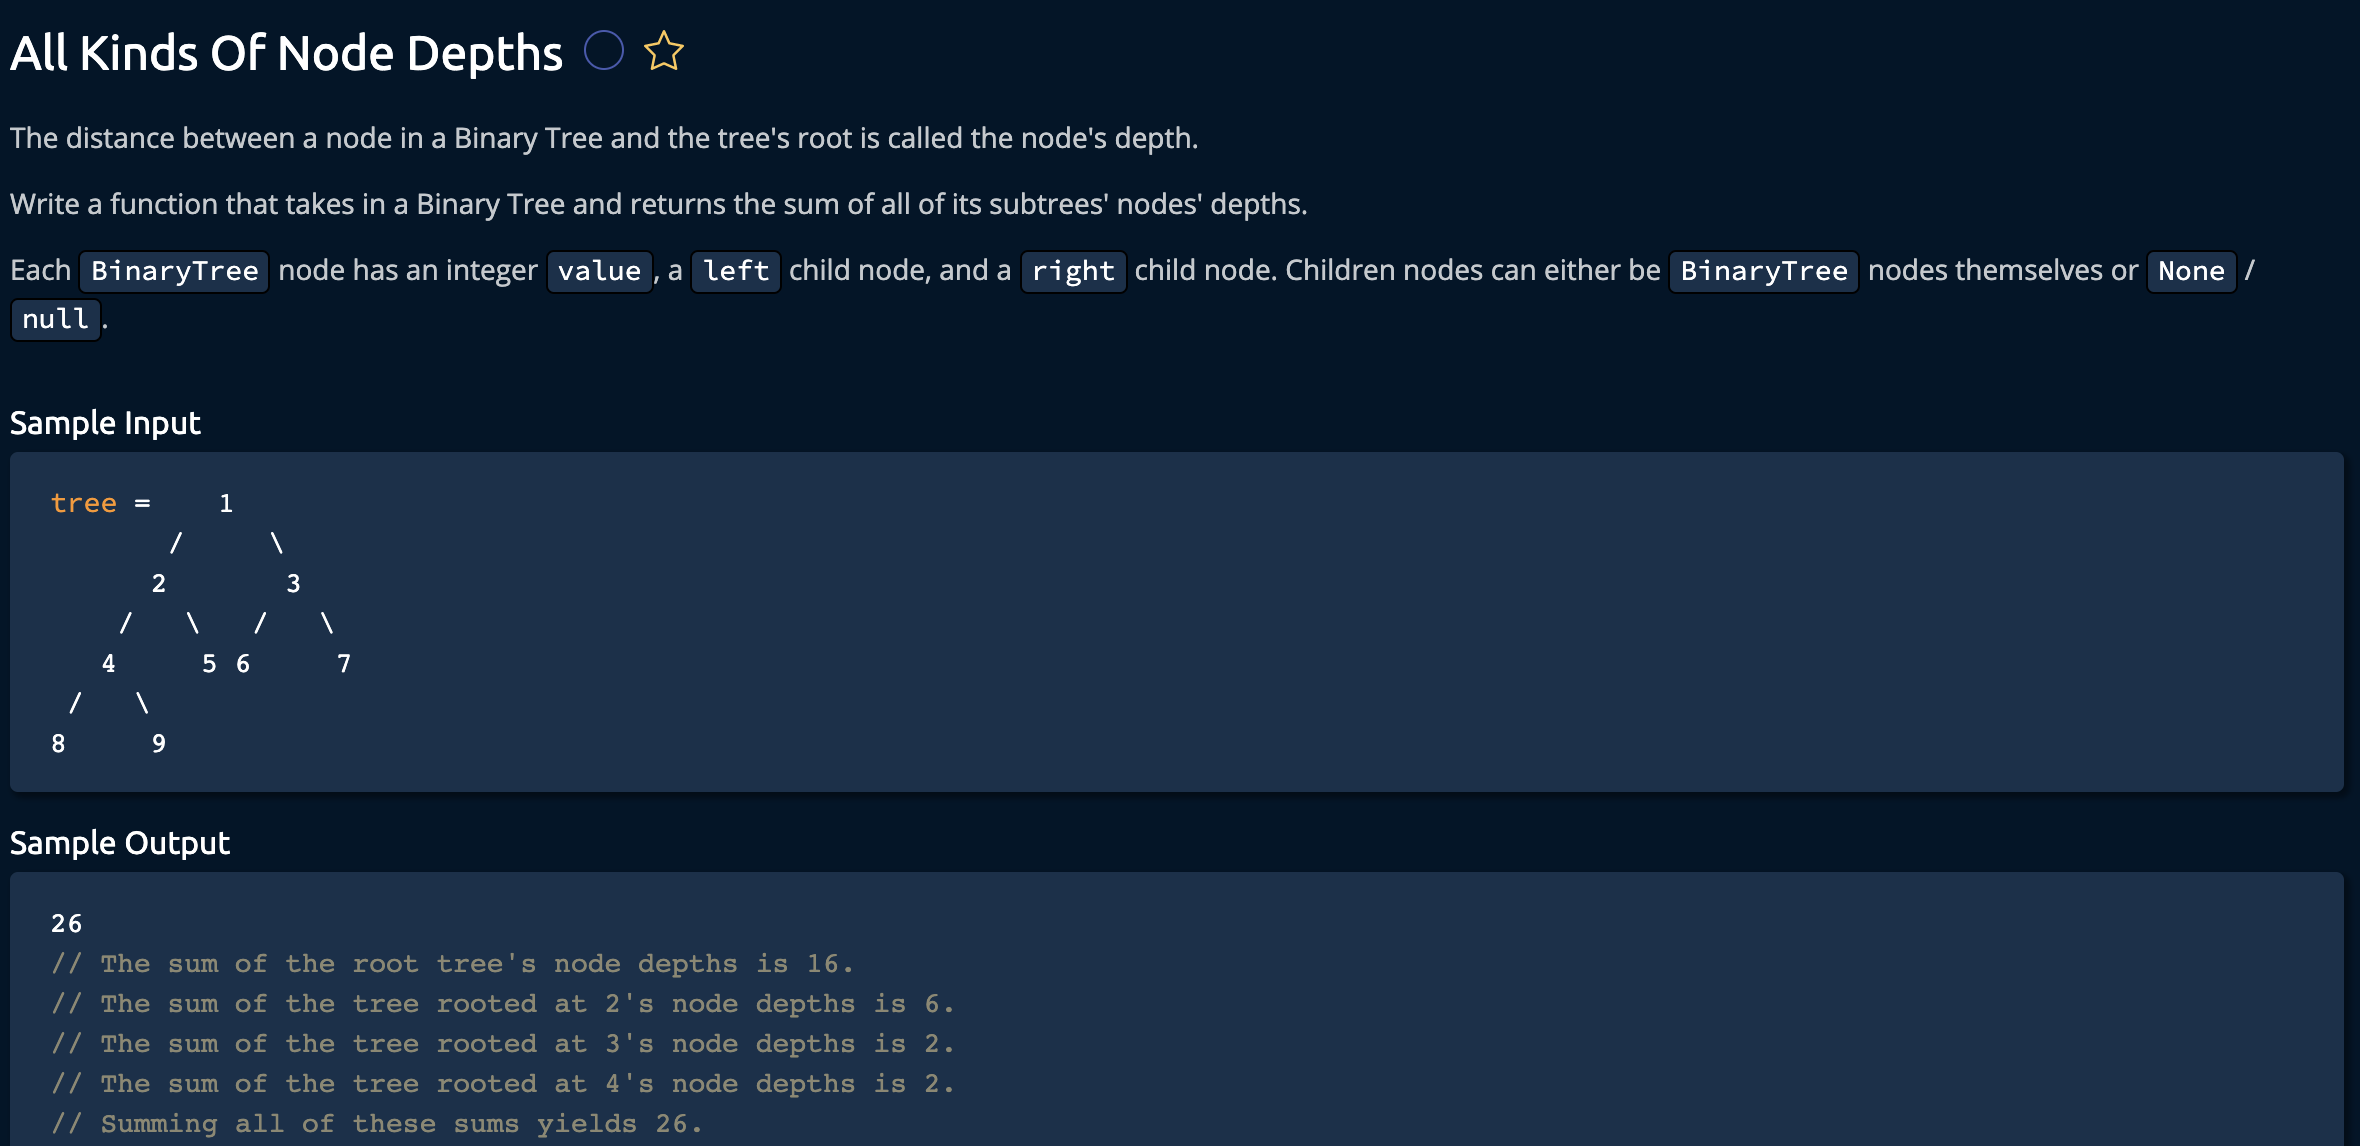 All Kinds Of Node Depths
The distance between a node in a Binary Tree and the tree's root is called the node's depth.
Write a function that takes in a Binary Tree and returns the sum of all of its subtrees' nodes' depths.
Each BinaryTree node has an integer value, a left child node, and a right child node. Children nodes can either be BinaryTree nodes themselves or None /
null.
Sample Input
tree =    1
       /     \
      2       3
    /   \   /   \
   4     5 6     7
 /   \
8     9
Sample Output
26
// The sum of the root tree's node depths is 16.
// The sum of the tree rooted at 2's node depths is 6.
// The sum of the tree rooted at 3's node depths is 2.
// The sum of the tree rooted at 4's node depths is 2.
// Summing all of these sums yields 26.